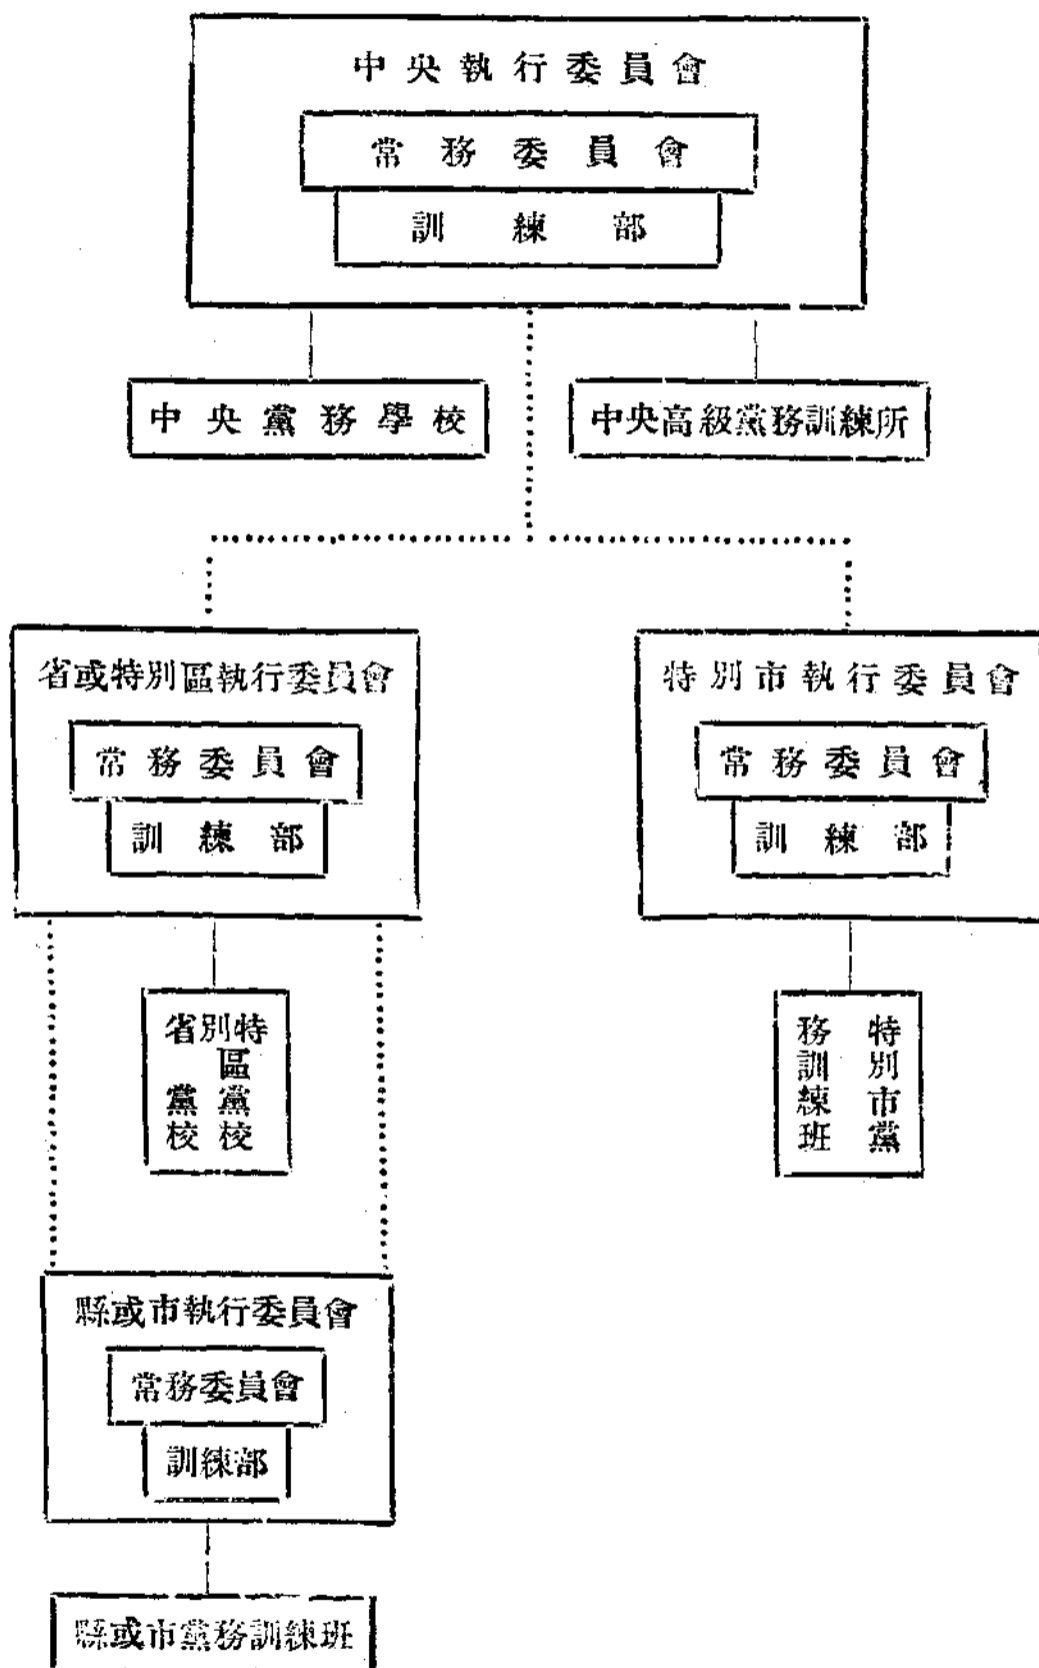 中央執行委員會
常務委員會
訓練部
中央黨務學校
中央高級黨務訓練所
省或特別區執行委員會
常務委員會
訓練部
特別市執行委員會
常務委員會
訓練部
特別區黨校
省黨校
特別市黨
務訓練班
縣或市執行委員會
常務委員會
訓練部
縣或市黨務訓練班